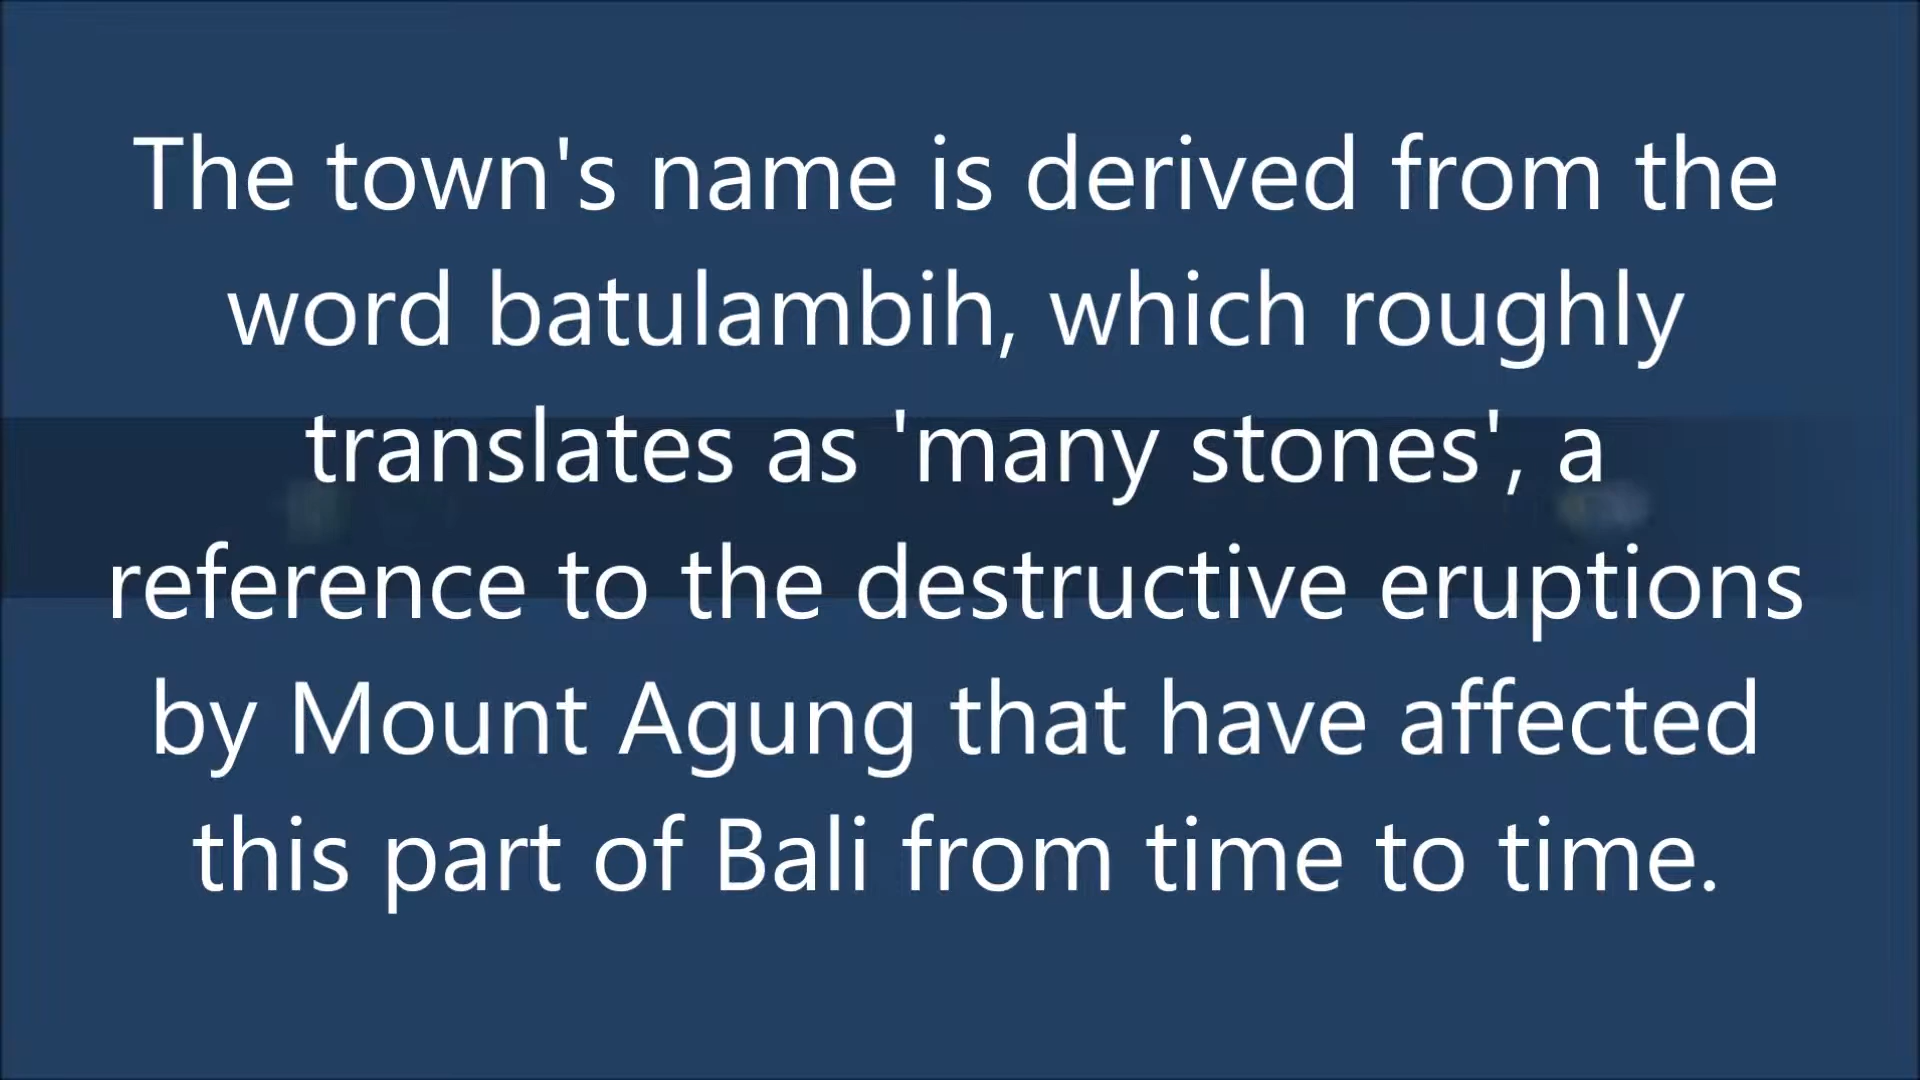 The town's name is derived from the
word batulambih, which roughly
translates as 'many stones', a
reference to the destructive eruptions
by Mount Agung that have affected
this part of Bali from time to time.